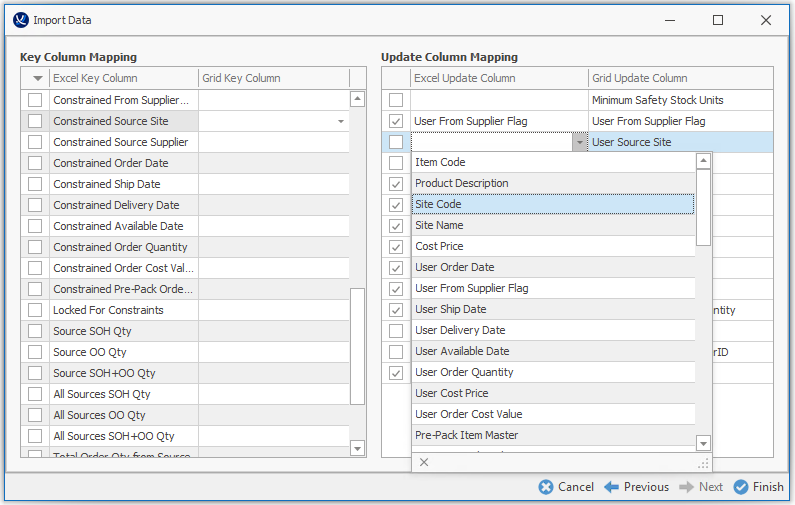 Import Data
Key Column Mapping
Excel Key Column Grid Key Column
Constrained From Supplier...
Constrained Source Site
Constrained Source Supplier
Constrained Order Date
Constrained Ship Date
Constrained Delivery Date
Constrained Available Date
Constrained Order Quantity
Constrained Order Cost Val...
Constrained Pre-Pack Orde...
Locked For Constraints
Source SOH Qty
Source OO Qty
Source SOH+OO Qty
All Sources SOH Qty
All Sources OO Qty
All Sources SOH+OO Qty
Total Order Qty from Source
Update Column Mapping
Excel Update Column Grid Update Column
Minimum Safety Stock Units
User From Supplier Flag User From Supplier Flag
User Source Site
Item Code
Product Description
Site Code
Site Name
Cost Price
User Order Date
User From Supplier Flag
User Ship Date ntity
User Delivery Date
User Available Date rID
User Order Quantity
User Cost Price
User Order Cost Value
Pre-Pack Item Master
Cancel Previous Next Finish